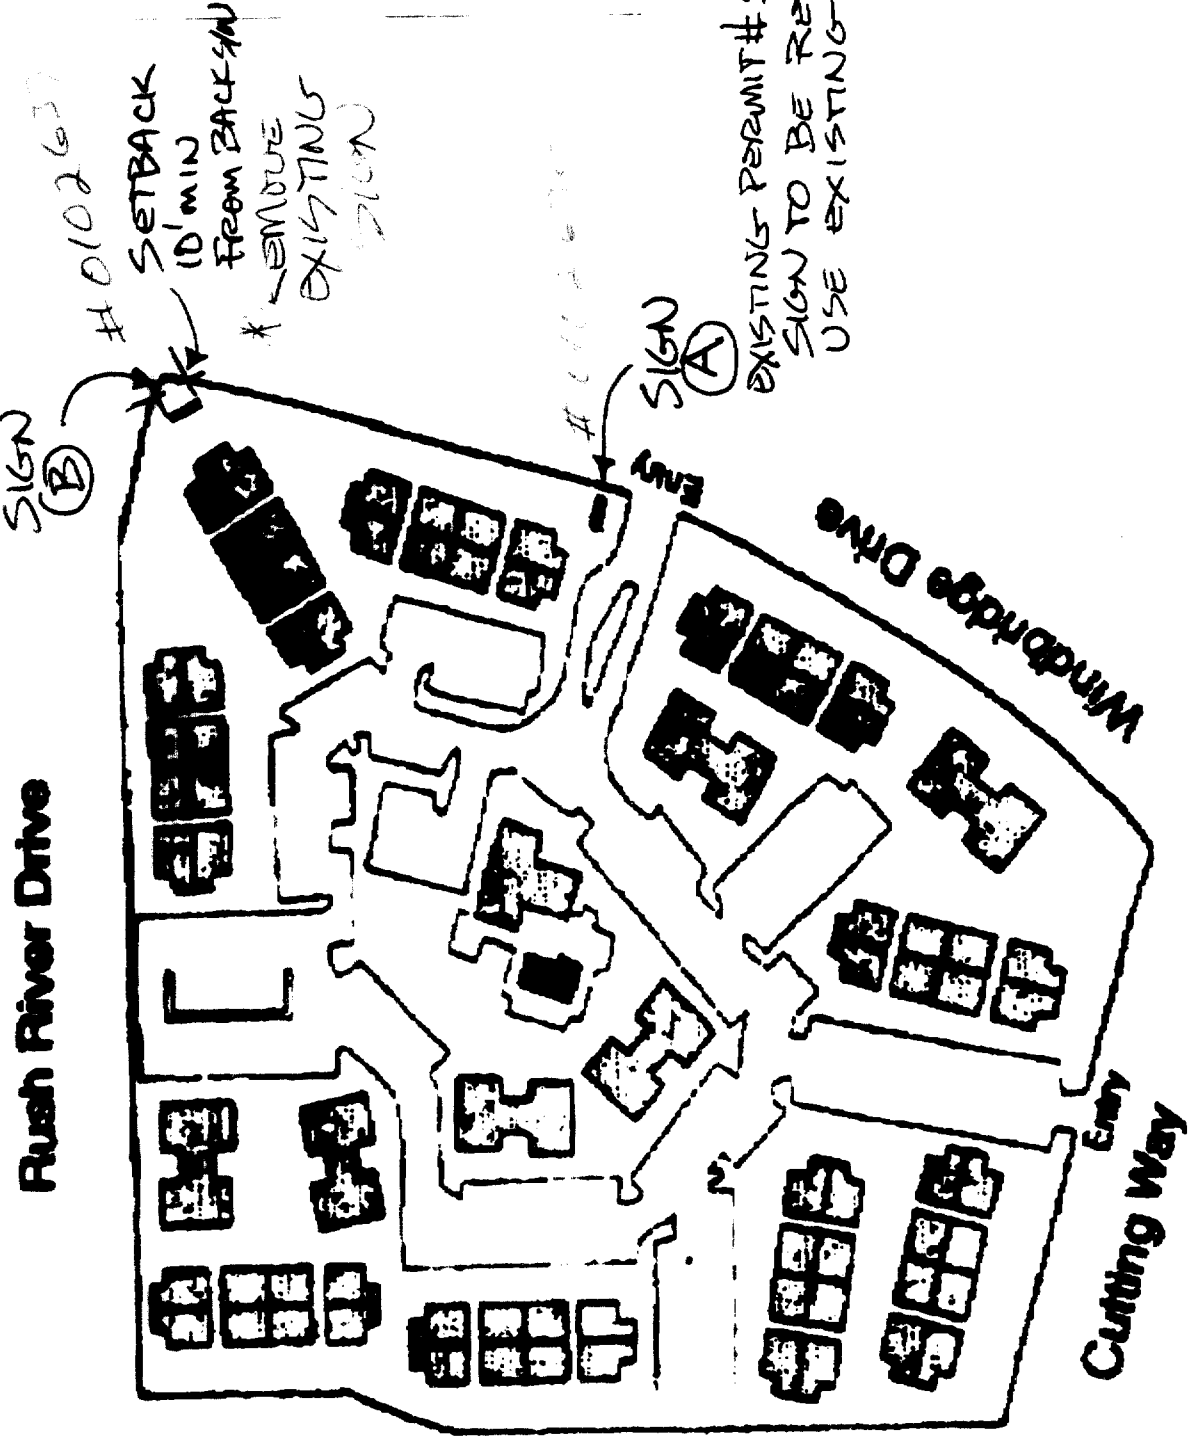 SIGN
B
#010263
SETBACK
10' MIN
FROM BACK S/W
* REMOVE
EXISTING
SIGN
#
SIGN
A
EXISTING PERMIT #
SIGN TO BE RE
USE EXISTING
Rush River Drive
Entry
Windbridge Drive
Entry
Cutting Way